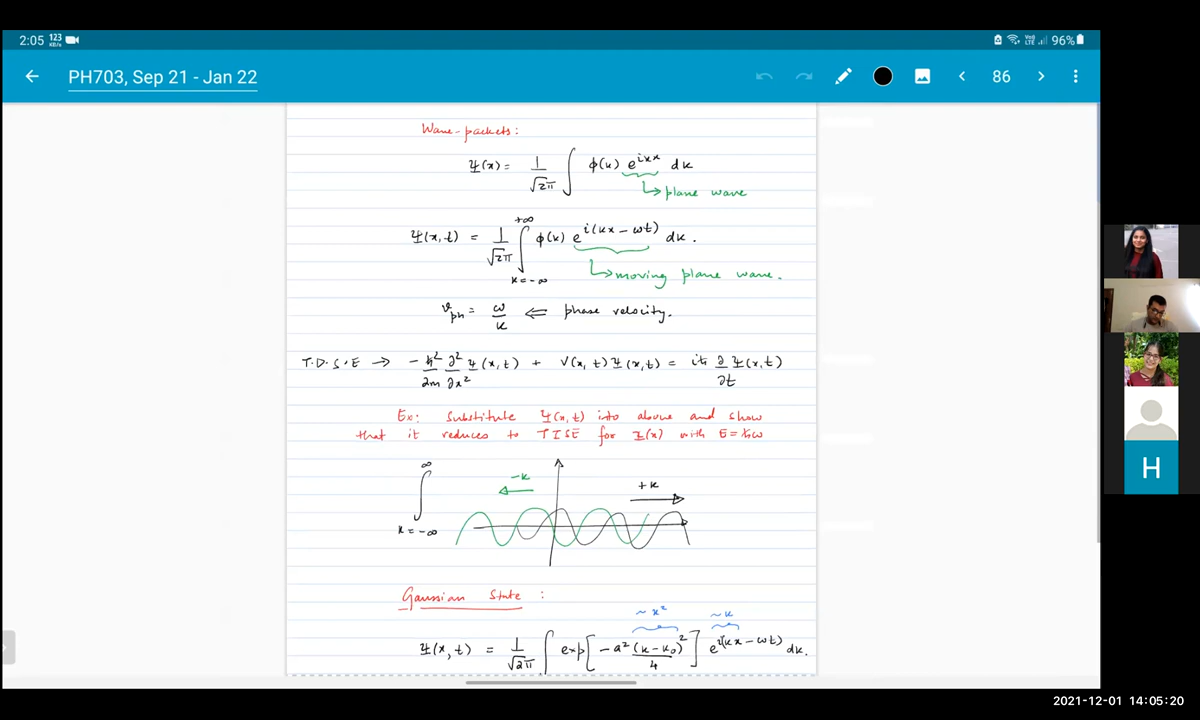 2:05 123 KB/s 96%
PH703, Sep 21 - Jan 22 86
Wave-packets:
Ψ(x) = 1/√2π ∫ ϕ(k) e^{ikx} dk
↳ plane wave
Ψ(x,t) = 1/√2π ∫_{k=-∞}^{+∞} ϕ(k) e^{i(kx - ωt)} dk.
↳ moving plane wave.
v_ph = ω/k ⇐ phase velocity.
T.D.S.E → -ℏ²/2m ∂²/∂x² Ψ(x,t) + V(x,t) Ψ(x,t) = iℏ ∂/∂t Ψ(x,t)
Ex: Substitute Ψ(x,t) into above and show
that it reduces to TISE for Ψ(x) with E = ℏω
∫_{k=-∞}^{∞} -k +k
Gaussian State :
~ k² ~ k
Ψ(x,t) = 1/√2π ∫ exp[-a² (k-k₀)²/4] e^{i(kx - ωt)} dk.
H
2021-12-01 14:05:20